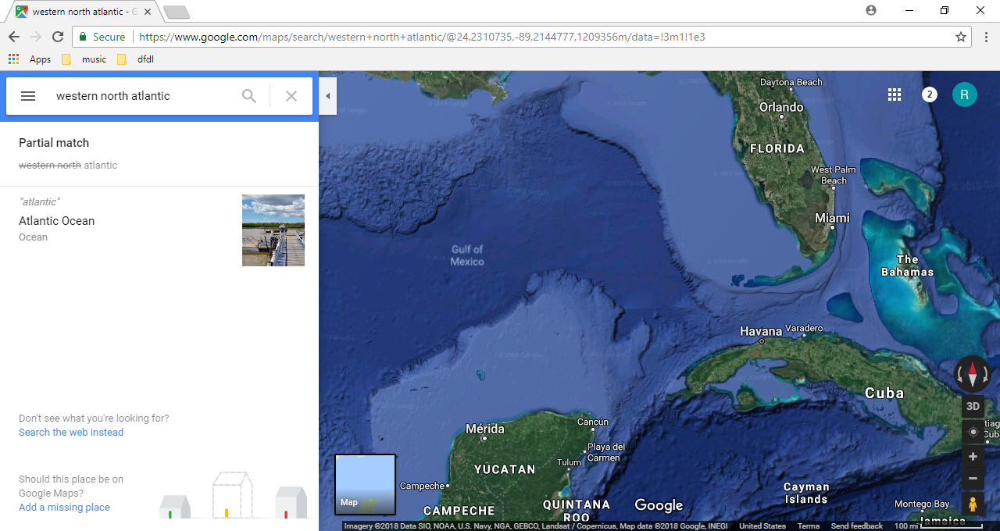 western north atlantic - G
Secure
https://www.google.com/maps/search/western+north+atlantic/@24.2310735,-89.2144777,1209356m/data=!3m1!1e3
Apps
music
dfdl
western north atlantic
Partial match
western north atlantic
"atlantic"
Atlantic Ocean
Ocean
Don't see what you're looking for?
Search the web instead
Should this place be on
Google Maps?
Add a missing place
2
R
Daytona Beach
Orlando
FLORIDA
West Palm
Beach
Miami
The
Bahamas
Gulf of
Mexico
Havana
Varadero
Cuba
Mérida
Cancún
Playa del
Carmen
Tulum
YUCATAN
Campeche
CAMPECHE
QUINTANA
ROO
Cayman
Islands
Montego Bay
Jamaica
3D
Map
Google
Imagery ©2018 Data SIO, NOAA, U.S. Navy, NGA, GEBCO, Landsat / Copernicus, Map data ©2018 Google, INEGI
United States
Terms
Send feedback
100 mi